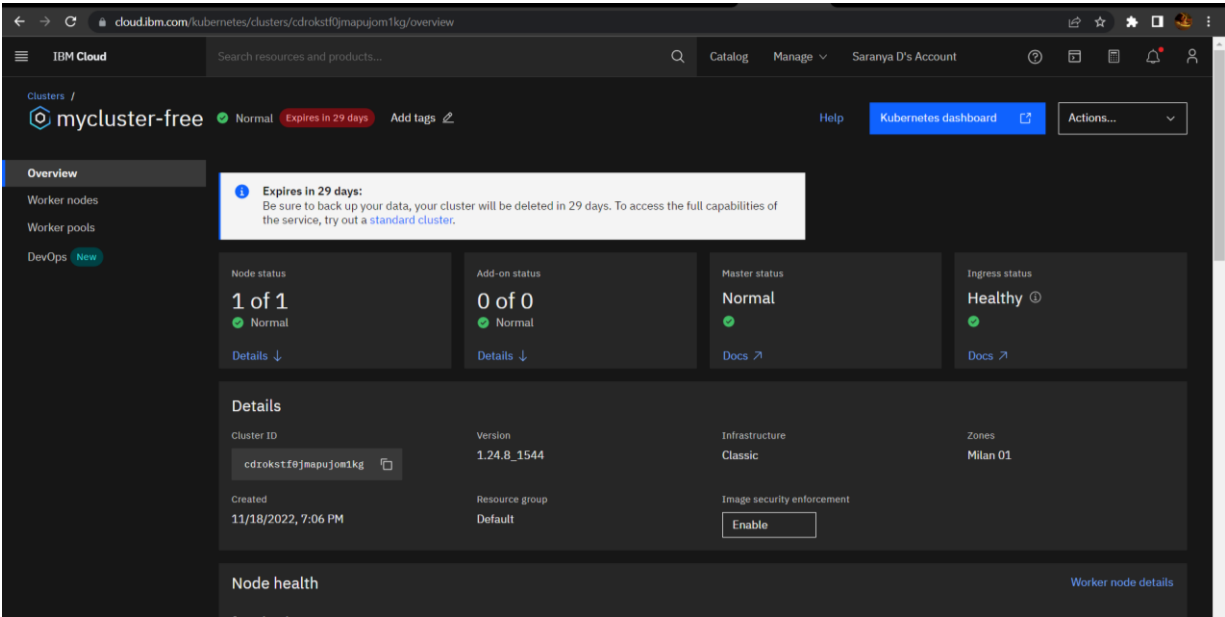 cloud.ibm.com/kubernetes/clusters/cdrokstf0jmapujom1kg/overview
IBM Cloud
Search resources and products...
Catalog
Manage
Saranya D's Account
Clusters /
mycluster-free
Normal
Expires in 29 days
Add tags
Help
Kubernetes dashboard
Actions...
Overview
Worker nodes
Worker pools
DevOps New
Expires in 29 days:
Be sure to back up your data, your cluster will be deleted in 29 days. To access the full capabilities of
the service, try out a standard cluster.
Node status
1 of 1
Normal
Details
Add-on status
0 of 0
Normal
Details
Master status
Normal
Docs
Ingress status
Healthy
Docs
Details
Cluster ID
cdrokstf0jmapujom1kg
Version
1.24.8_1544
Infrastructure
Classic
Zones
Milan 01
Created
11/18/2022, 7:06 PM
Resource group
Default
Image security enforcement
Enable
Node health
Worker node details